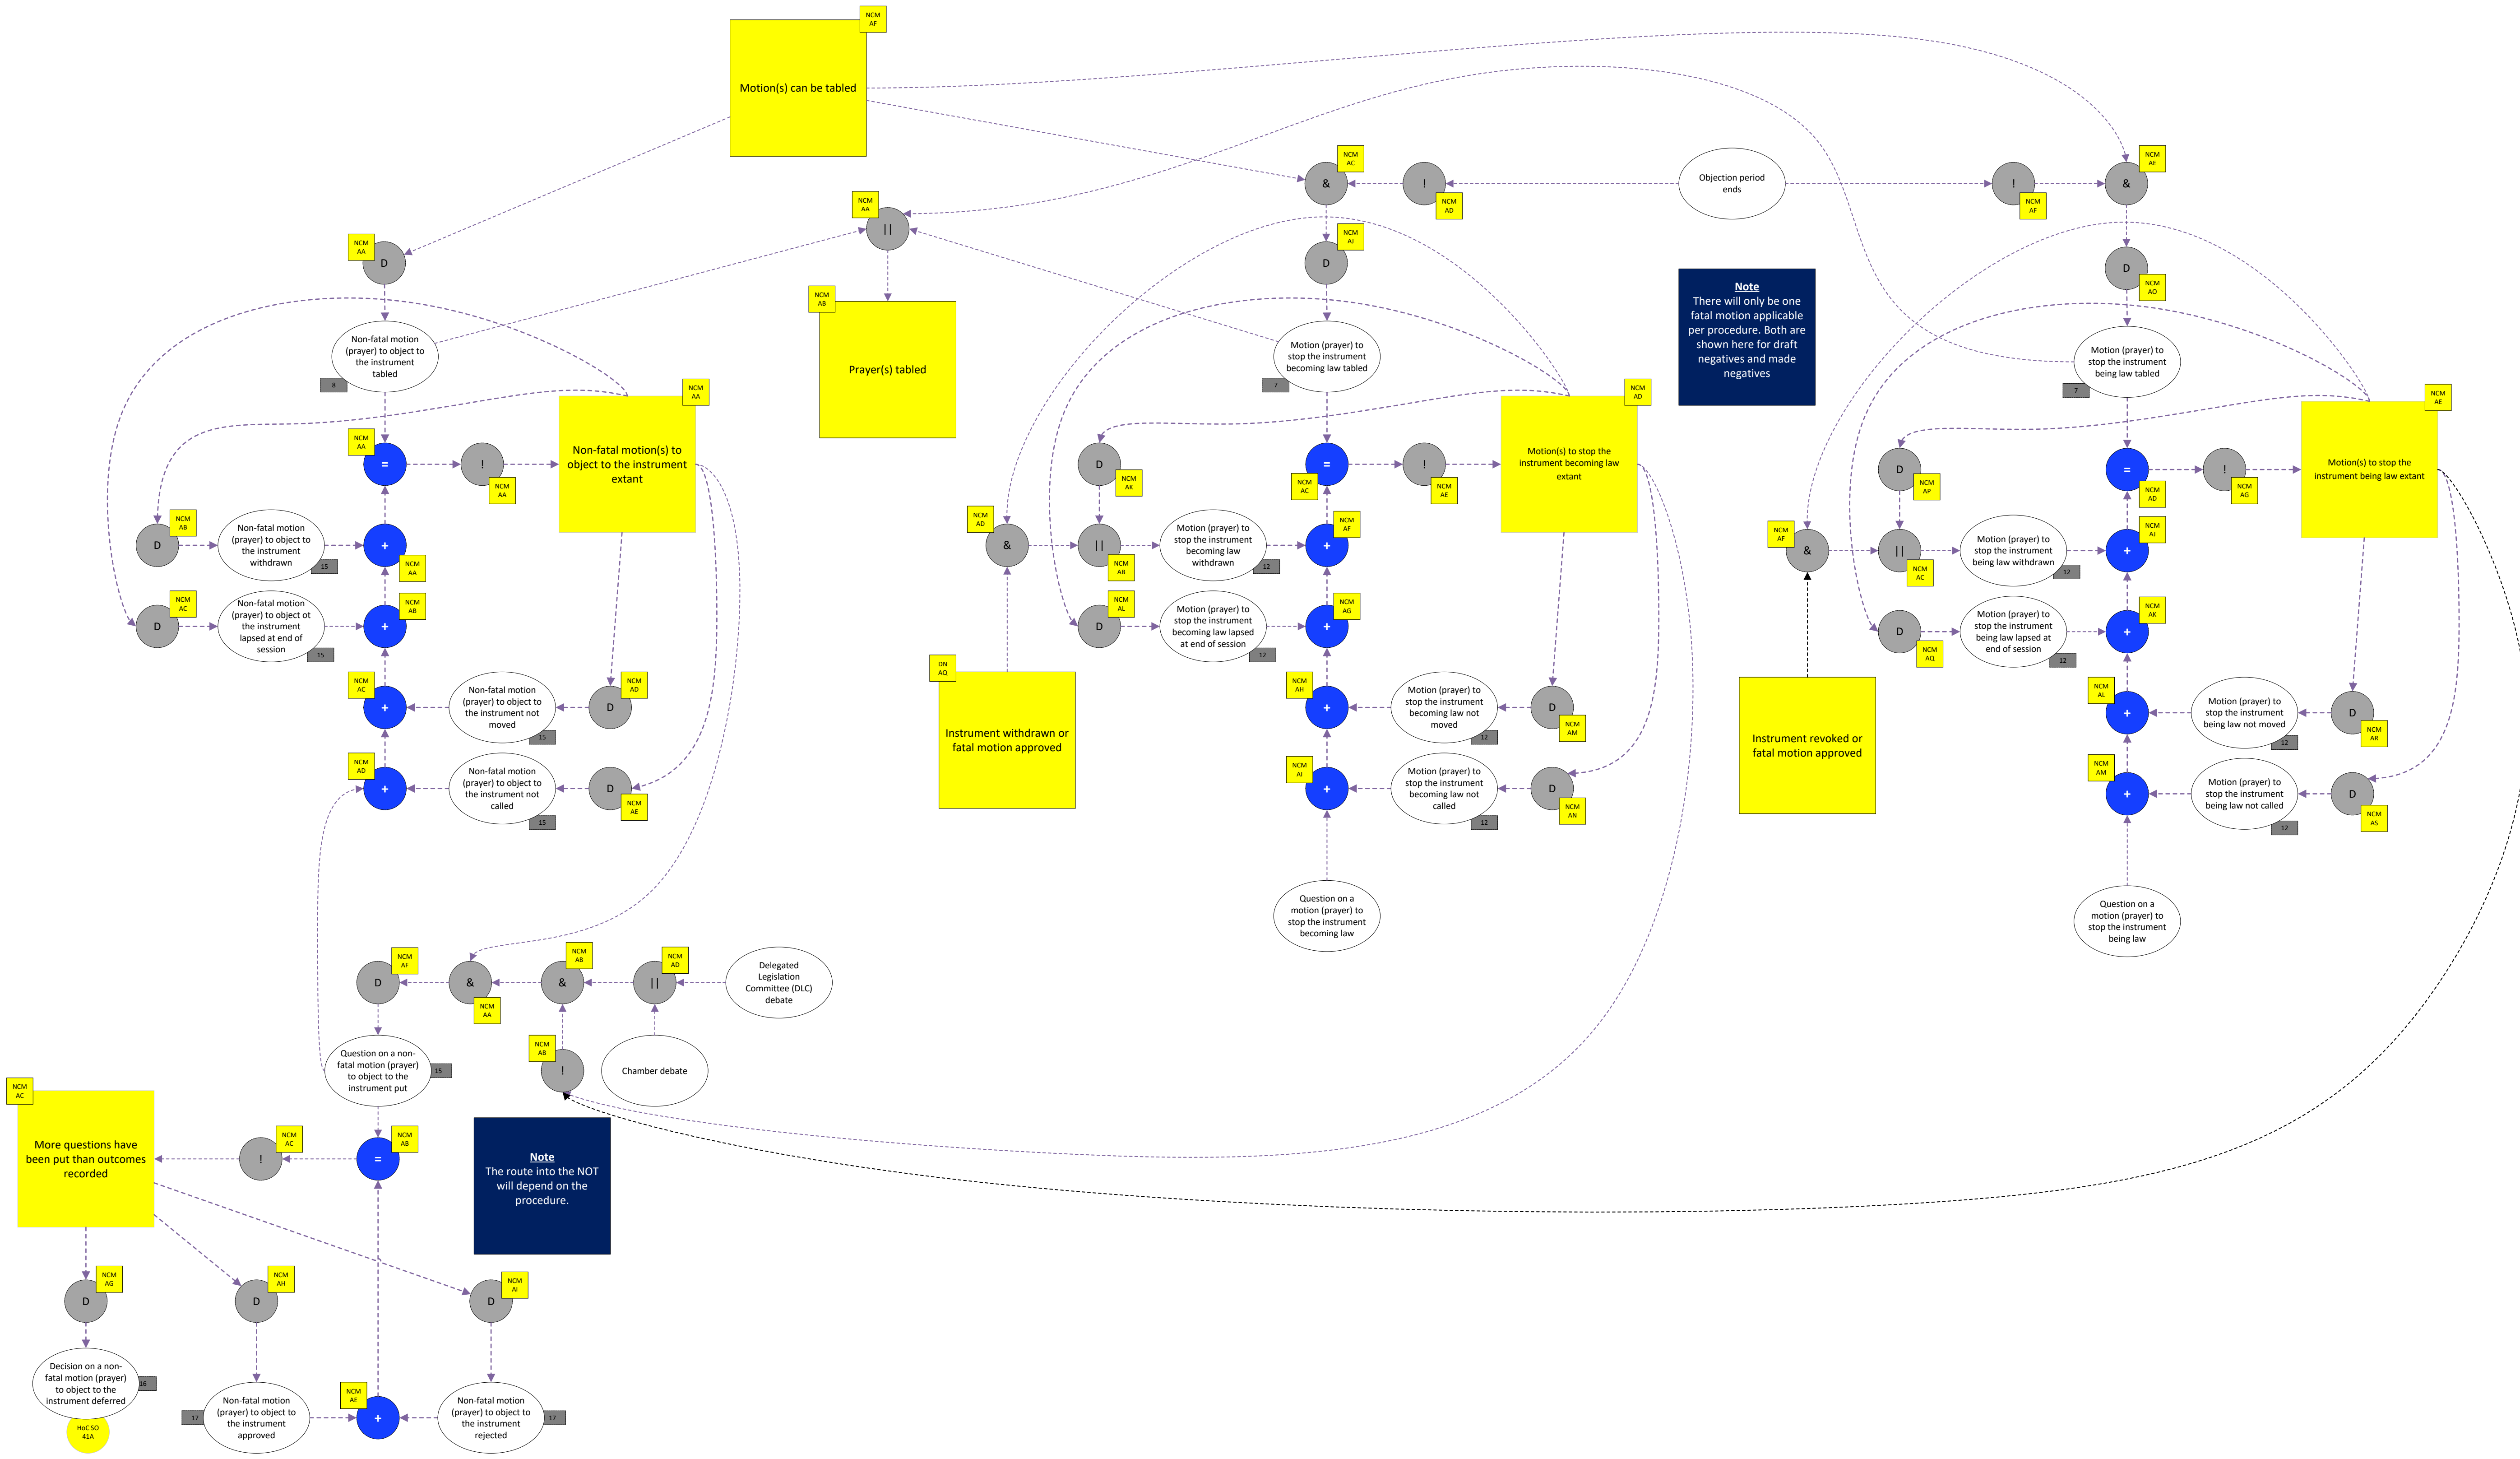 NCM
AF
Motion(s) can be tabled
NCM
AC
&
!
NCM
AD
Objection period
ends
!
NCM
AF
NCM
AE
&
NCM
AA
||
NCM
AA
D
NCM
AJ
D
D
NCM
AO
Note
There will only be one
fatal motion applicable
per procedure. Both are
shown here for draft
negatives and made
negatives
NCM
AB
Prayer(s) tabled
Non-fatal motion
(prayer) to object to
the instrument
tabled
8
Motion (prayer) to
stop the instrument
becoming law tabled
7
Motion (prayer) to
stop the instrument
being law tabled
7
NCM
AA
Non-fatal motion(s) to
object to the instrument
extant
NCM
AA
=
!
NCM
AA
NCM
AB
D
Non-fatal motion
(prayer) to object to
the instrument
withdrawn
15
+
NCM
AA
NCM
AC
D
Non-fatal motion
(prayer) to object ot
the instrument
lapsed at end of
session
15
NCM
AB
+
NCM
AC
+
Non-fatal motion
(prayer) to object to
the instrument not
moved
15
NCM
AD
D
NCM
AD
+
Non-fatal motion
(prayer) to object to
the instrument not
called
15
D
NCM
AE
NCM
AD
Motion(s) to stop the
instrument becoming law
extant
D
NCM
AK
=
NCM
AC
!
NCM
AE
NCM
AD
&
||
NCM
AB
Motion (prayer) to
stop the instrument
becoming law
withdrawn
12
NCM
AF
+
NCM
AL
D
Motion (prayer) to
stop the instrument
becoming law lapsed
at end of session
12
NCM
AG
+
DN
AQ
Instrument withdrawn or
fatal motion approved
NCM
AH
+
Motion (prayer) to
stop the instrument
becoming law not
moved
12
D
NCM
AM
NCM
AI
+
Motion (prayer) to
stop the instrument
becoming law not
called
12
D
NCM
AN
Question on a
motion (prayer) to
stop the instrument
becoming law
NCM
AE
Motion(s) to stop the
instrument being law extant
D
NCM
AP
=
NCM
AD
!
NCM
AG
NCM
AF
&
||
NCM
AC
Motion (prayer) to
stop the instrument
being law withdrawn
12
NCM
AJ
+
D
NCM
AQ
Motion (prayer) to
stop the instrument
being law lapsed at
end of session
12
NCM
AK
+
Instrument revoked or
fatal motion approved
NCM
AL
+
Motion (prayer) to
stop the instrument
being law not moved
12
D
NCM
AR
NCM
AM
+
Motion (prayer) to
stop the instrument
being law not called
12
D
NCM
AS
Question on a
motion (prayer) to
stop the instrument
being law
NCM
AF
D
&
NCM
AA
NCM
AB
&
NCM
AD
||
Delegated
Legislation
Committee (DLC)
debate
Question on a non-
fatal motion (prayer)
to object to the
instrument put
15
NCM
AB
!
Chamber debate
NCM
AC
More questions have
been put than outcomes
recorded
NCM
AC
!
NCM
AB
=
Note
The route into the NOT
will depend on the
procedure.
NCM
AG
D
NCM
AH
D
NCM
AI
D
Decision on a non-
fatal motion (prayer)
to object to the
instrument deferred
16
HoC SO
41A
17
Non-fatal motion
(prayer) to object to
the instrument
approved
NCM
AE
+
Non-fatal motion
(prayer) to object to
the instrument
rejected
17